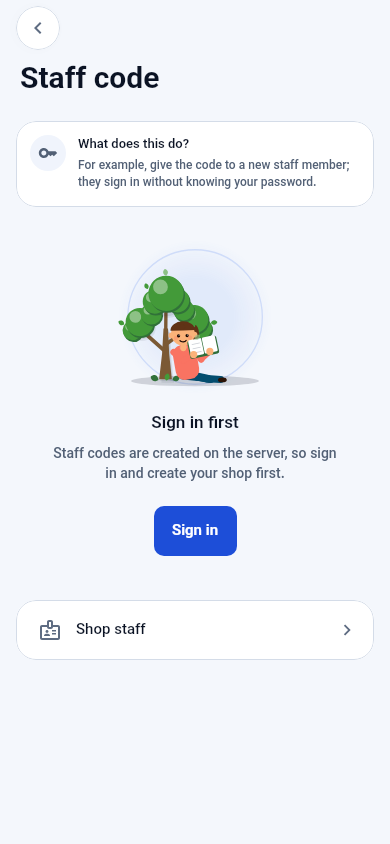 Staff code
What does this do?
For example, give the code to a new staff member;
they sign in without knowing your password.
Sign in first
Staff codes are created on the server, so sign
in and create your shop first.
Sign in
Shop staff